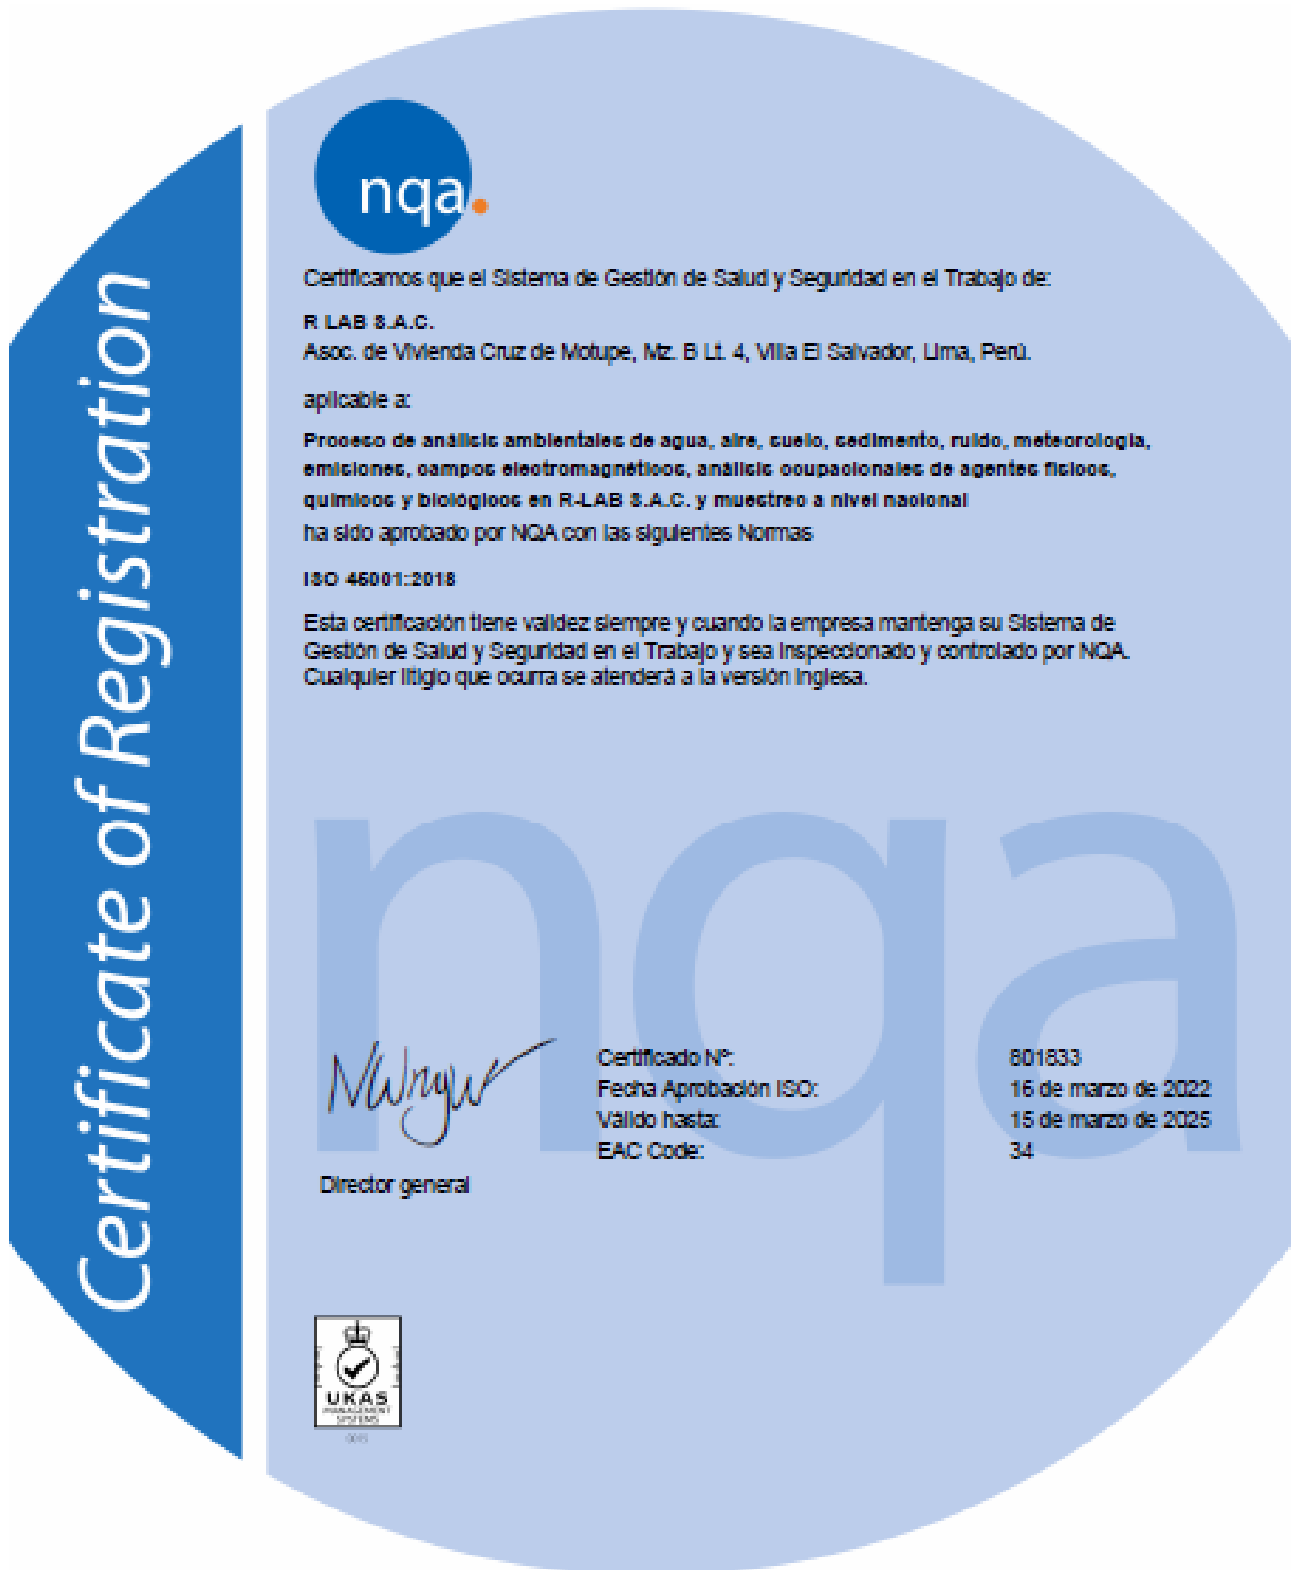 Certificate of Registration
nqa.
Certificamos que el Sistema de Gestión de Salud y Seguridad en el Trabajo de:
R LAB S.A.C.
Asoc. de Vivienda Cruz de Motupe, Mz. B Lt. 4, Villa El Salvador, Lima, Perú.
aplicable a:
Proceso de análisis ambientales de agua, aire, suelo, sedimento, ruido, meteorología,
emisiones, campos electromagnéticos, análisis ocupacionales de agentes físicos,
químicos y biológicos en R-LAB S.A.C. y muestreo a nivel nacional
ha sido aprobado por NQA con las siguientes Normas
ISO 45001:2018
Esta certificación tiene validez siempre y cuando la empresa mantenga su Sistema de
Gestión de Salud y Seguridad en el Trabajo y sea inspeccionado y controlado por NQA.
Cualquier litigio que ocurra se atenderá a la versión inglesa.
nqa
Certificado Nº: 801833
Fecha Aprobación ISO: 16 de marzo de 2022
Válido hasta: 15 de marzo de 2025
EAC Code: 34
Director general
UKAS
MANAGEMENT
SYSTEMS